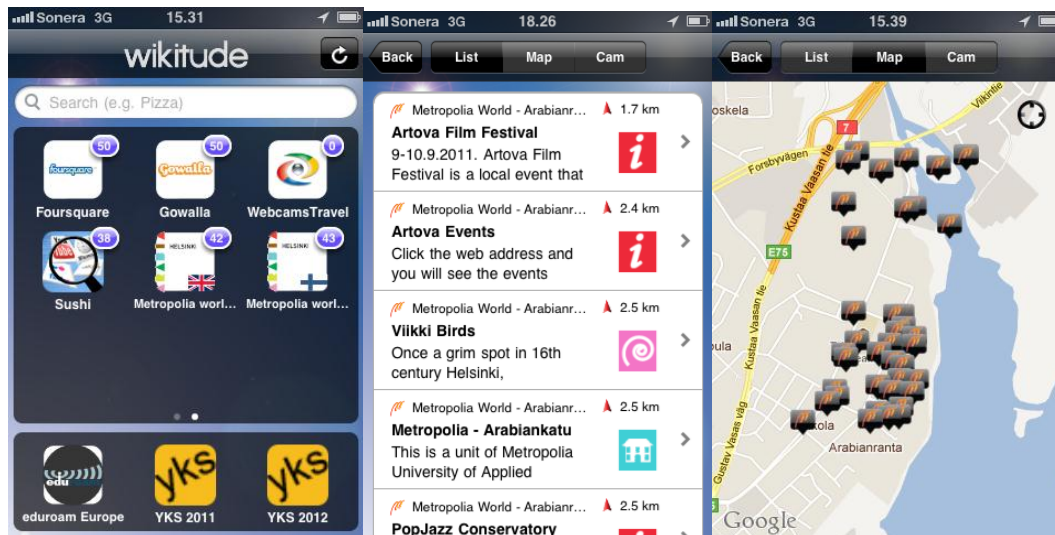 Sonera 3G 15.31
wikitude
Search (e.g. Pizza)
50 50 0
foursquare Gowalla
Foursquare Gowalla WebcamsTravel
38 42 43
HELSINKI HELSINKI
Sushi Metropolia worl... Metropolia worl...
edu yks yks
eduroam Europe YKS 2011 YKS 2012
Sonera 3G 18.26
Back List Map Cam
Metropolia World - Arabianr... 1.7 km
Artova Film Festival
9-10.9.2011. Artova Film
Festival is a local event that
Metropolia World - Arabianr... 2.4 km
Artova Events
Click the web address and
you will see the events
Metropolia World - Arabianr... 2.5 km
Viikki Birds
Once a grim spot in 16th
century Helsinki,
Metropolia World - Arabianr... 2.5 km
Metropolia - Arabiankatu
This is a unit of Metropolia
University of Applied
Metropolia World - Arabianr... 2.5 km
PopJazz Conservatory
Sonera 3G 15.39
Back List Map Cam
oskela
Viikintie
7
Forsbyvägen
Kustaa Vaasan tie
E75
Kustaa Vaasan tie
pula
Gustav Vasas väg
kola
Arabianranta
Google